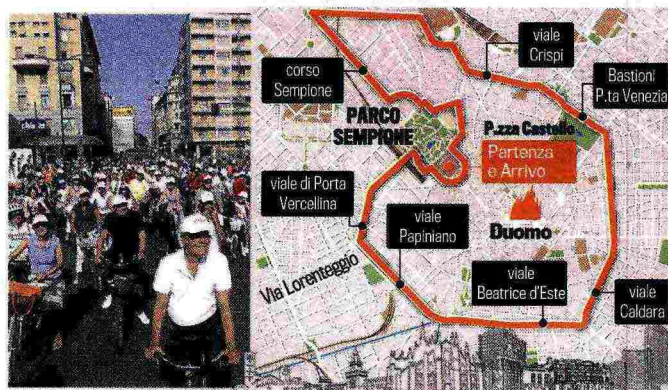 viale
Crispi
corso
Sempione
Bastioni
P.ta Venezia
PARCO
SEMPIONE
P.zza Castello
Partenza
e Arrivo
viale di Porta
Vercellina
viale
Papiniano
Duomo
Via Lorenteggio
viale
Beatrice d'Este
viale
Caldara